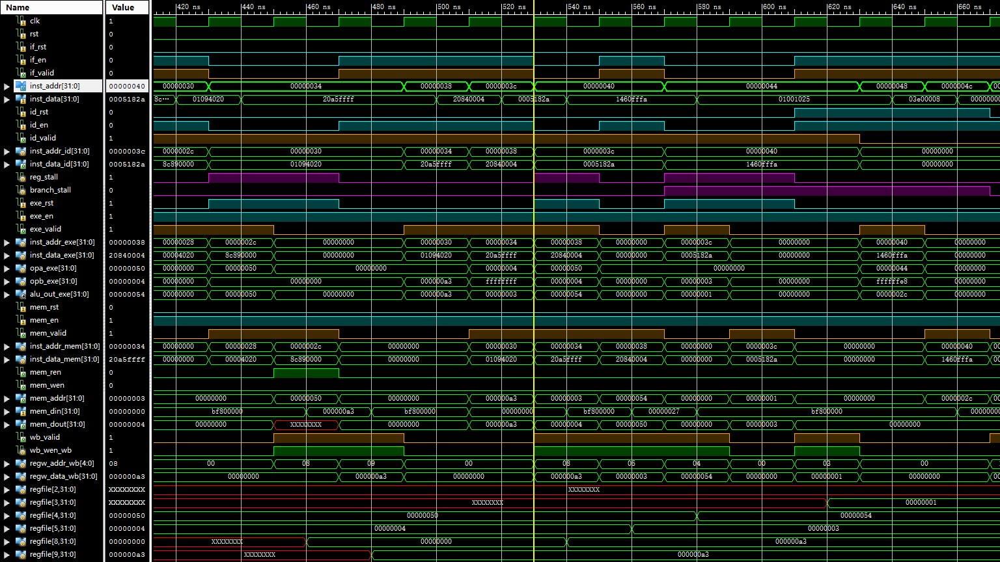 Name Value 420 ns 440 ns 460 ns 480 ns 500 ns 520 ns 540 ns 560 ns 580 ns 600 ns 620 ns 640 ns 660 ns
clk 1
rst 0
if_rst 0
if_en 0
if_valid 0
inst_addr[31:0] 00000040 00000030 00000034 00000038 0000003c 00000040 00000044 00000048 0000004c
inst_data[31:0] 0005182a 8c··· 01094020 20a5ffff 20840004 0005182a 1460fffa 01001025 03e00008 0000000
id_rst 0
id_en 0
id_valid 1
inst_addr_id[31:0] 0000003c 0000002c 00000030 00000034 00000038 0000003c 00000040 00000000
inst_data_id[31:0] 0005182a 8c890000 01094020 20a5ffff 20840004 0005182a 1460fffa 00000000
reg_stall 1
branch_stall 0
exe_rst 1
exe_en 1
exe_valid 1
inst_addr_exe[31:0] 00000038 00000028 0000002c 00000000 00000030 00000034 00000038 00000000 0000003c 00000000 00000040 00000000
inst_data_exe[31:0] 20840004 00004020 8c890000 00000000 01094020 20a5ffff 20840004 00000000 0005182a 00000000 1460fffa 00000000
opa_exe[31:0] 00000050 00000000 00000050 00000000 00000004 00000050 00000000 00000044 00000000
opb_exe[31:0] 00000004 00000000 00000000 000000a3 ffffffff 00000004 00000000 00000003 00000000 ffffffe8 00000000
alu_out_exe[31:0] 00000054 00000000 00000050 00000000 000000a3 00000003 00000054 00000000 00000001 00000000 0000002c 00000000
mem_rst 0
mem_en 1
mem_valid 1
inst_addr_mem[31:0] 00000034 00000000 00000028 0000002c 00000000 00000030 00000034 00000038 00000000 0000003c 00000000 00000040 00
inst_data_mem[31:0] 20a5ffff 00000000 00004020 8c890000 00000000 01094020 20a5ffff 20840004 00000000 0005182a 00000000 1460fffa 00
mem_ren 0
mem_wen 0
mem_addr[31:0] 00000003 00000000 00000050 00000000 000000a3 00000003 00000054 00000000 00000001 00000000 0000002c 00
mem_din[31:0] 00000000 bf800000 000000a3 bf800000 00000000 bf800000 00000027 bf800000 0000000
mem_dout[31:0] 00000004 00000000 XXXXXXXX 00000000 000000a3 00000004 00000050 00000000 00000003 00000000
wb_valid 1
wb_wen_wb 1
regw_addr_wb[4:0] 08 00 08 09 00 08 05 04 00 03 00
regw_data_wb[31:0] 000000a3 00000000 000000a3 00000000 000000a3 00000003 00000054 00000000 00000001 00000000 00
regfile[2,31:0] XXXXXXXX XXXXXXXX
regfile[3,31:0] XXXXXXXX XXXXXXXX 00000001
regfile[4,31:0] 00000050 00000050 00000054
regfile[5,31:0] 00000004 00000004 00000003
regfile[8,31:0] 00000000 XXXXXXXX 00000000 000000a3
regfile[9,31:0] 000000a3 XXXXXXXX 000000a3